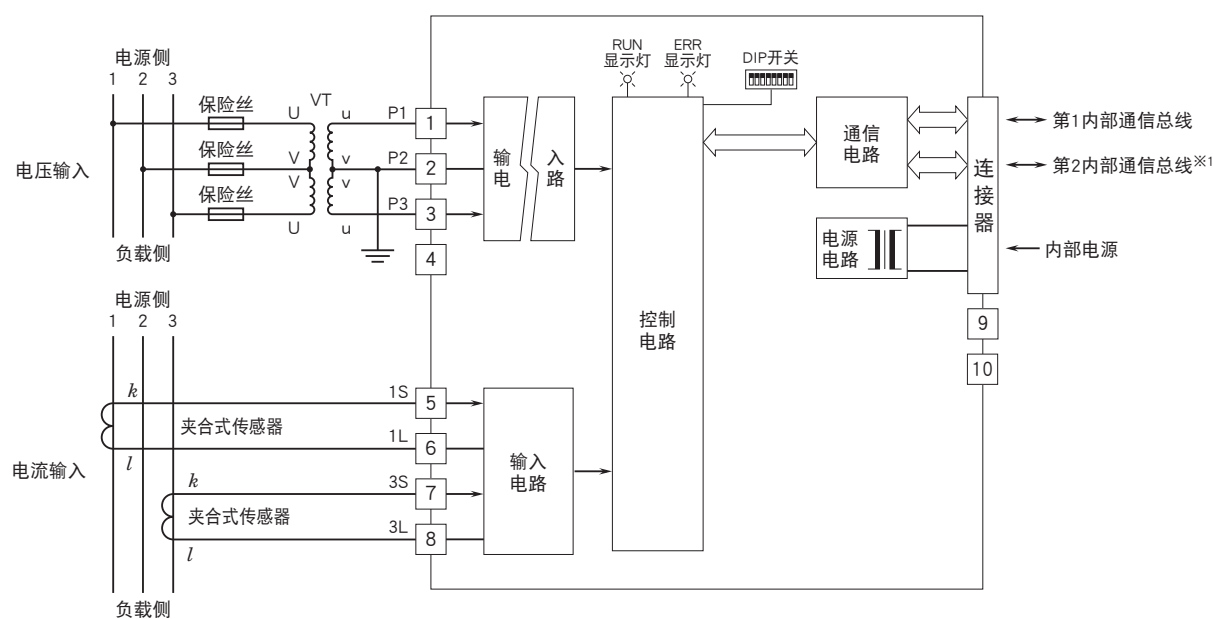 电源侧
1 2 3
电压输入
保险丝
保险丝
保险丝
U
V
V
U
VT
u
v
v
u
P1
P2
P3
1
2
3
4
负载侧
输入
电路
RUN
显示灯
ERR
显示灯
DIP开关
控制
电路
通信
电路
电源
电路
连接器
第1内部通信总线
第2内部通信总线※1
内部电源
9
10
电源侧
1 2 3
电流输入
k
夹合式传感器
l
k
夹合式传感器
l
1S
1L
3S
3L
5
6
7
8
输入
电路
负载侧